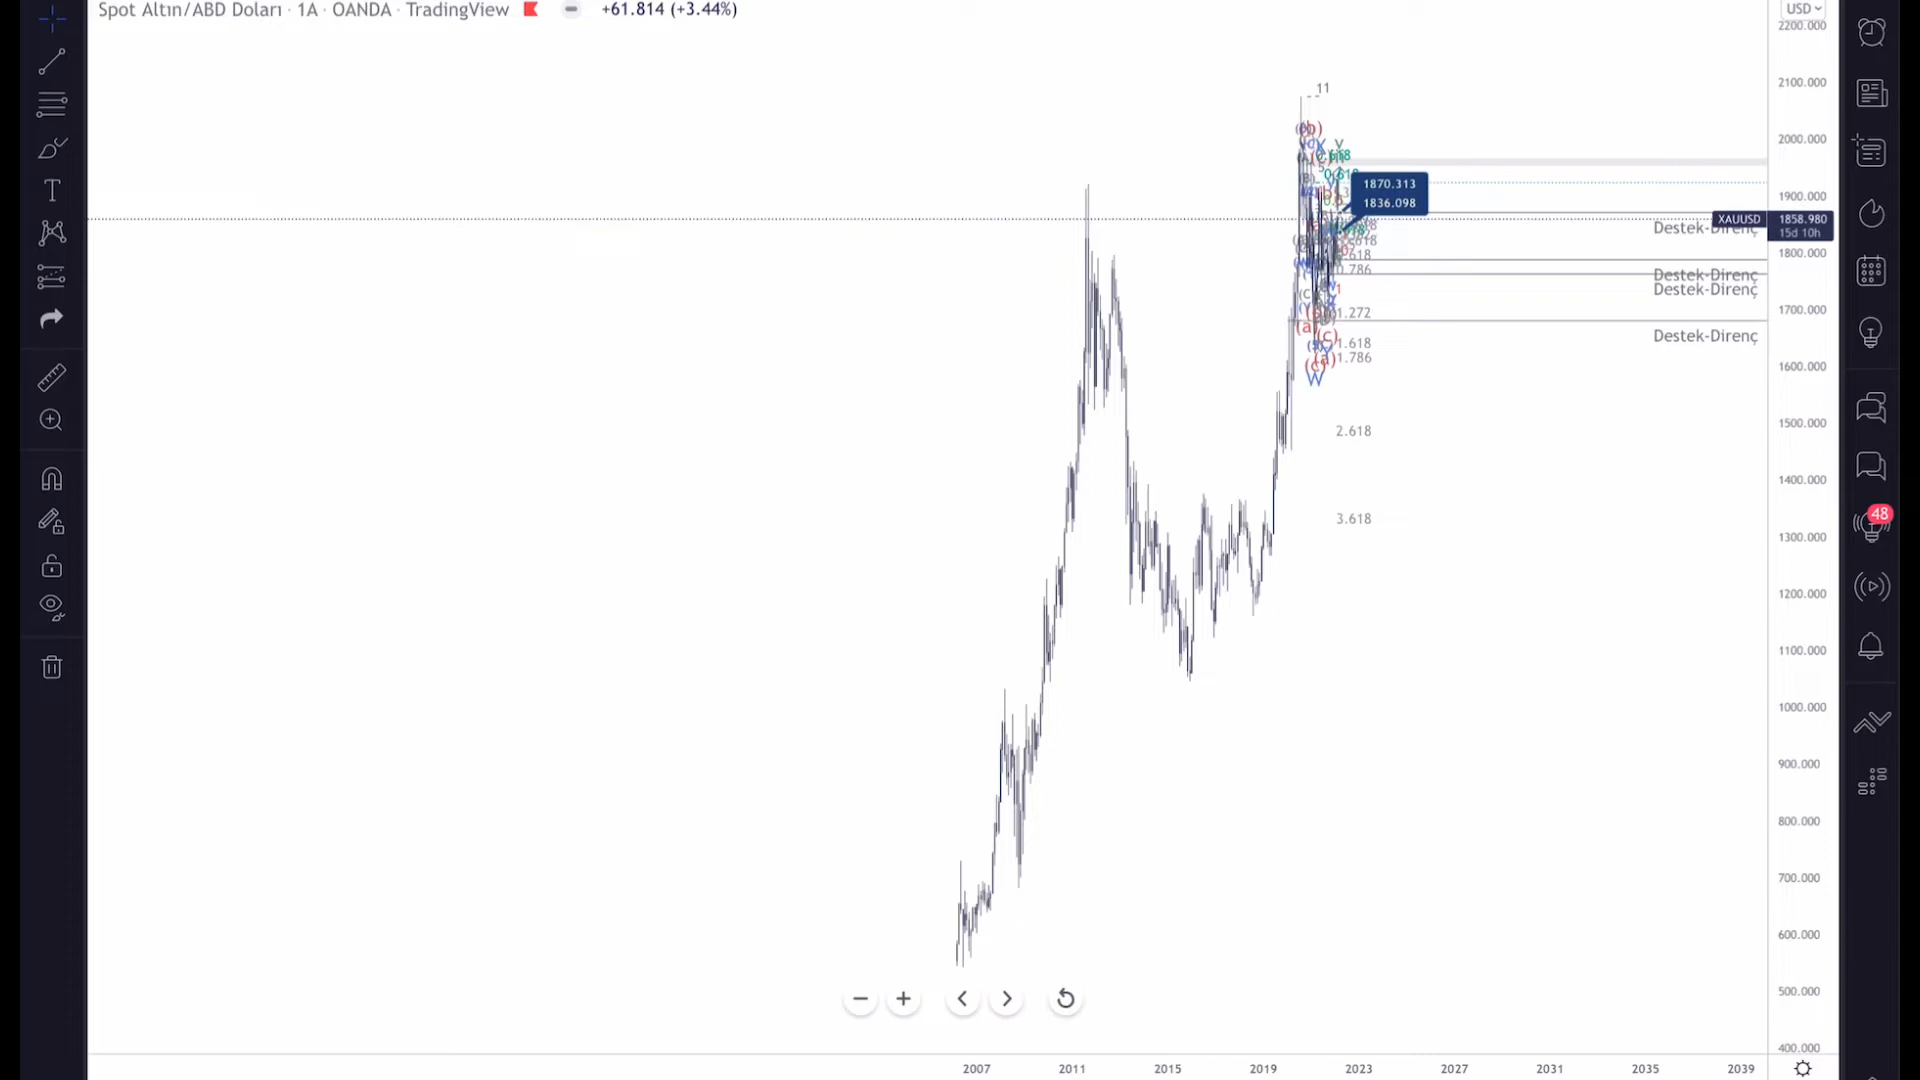 Spot Altın/ABD Doları · 1A · OANDA · TradingView +61.814 (+3.44%)
USD
2200.000
2100.000
2000.000
1900.000
XAUUSD 1858.980
15d 10h
1800.000
1700.000
1600.000
1500.000
1400.000
1300.000
1200.000
1100.000
1000.000
900.000
800.000
700.000
600.000
500.000
400.000
11
(b)
0.618
1870.313
1836.098
Destek-Direnç
Destek-Direnç
Destek-Direnç
Destek-Direnç
0.786
1.272
(a)
(c)
1.618
1.786
(c)
(a)
W
2.618
3.618
48
2007 2011 2015 2019 2023 2027 2031 2035 2039